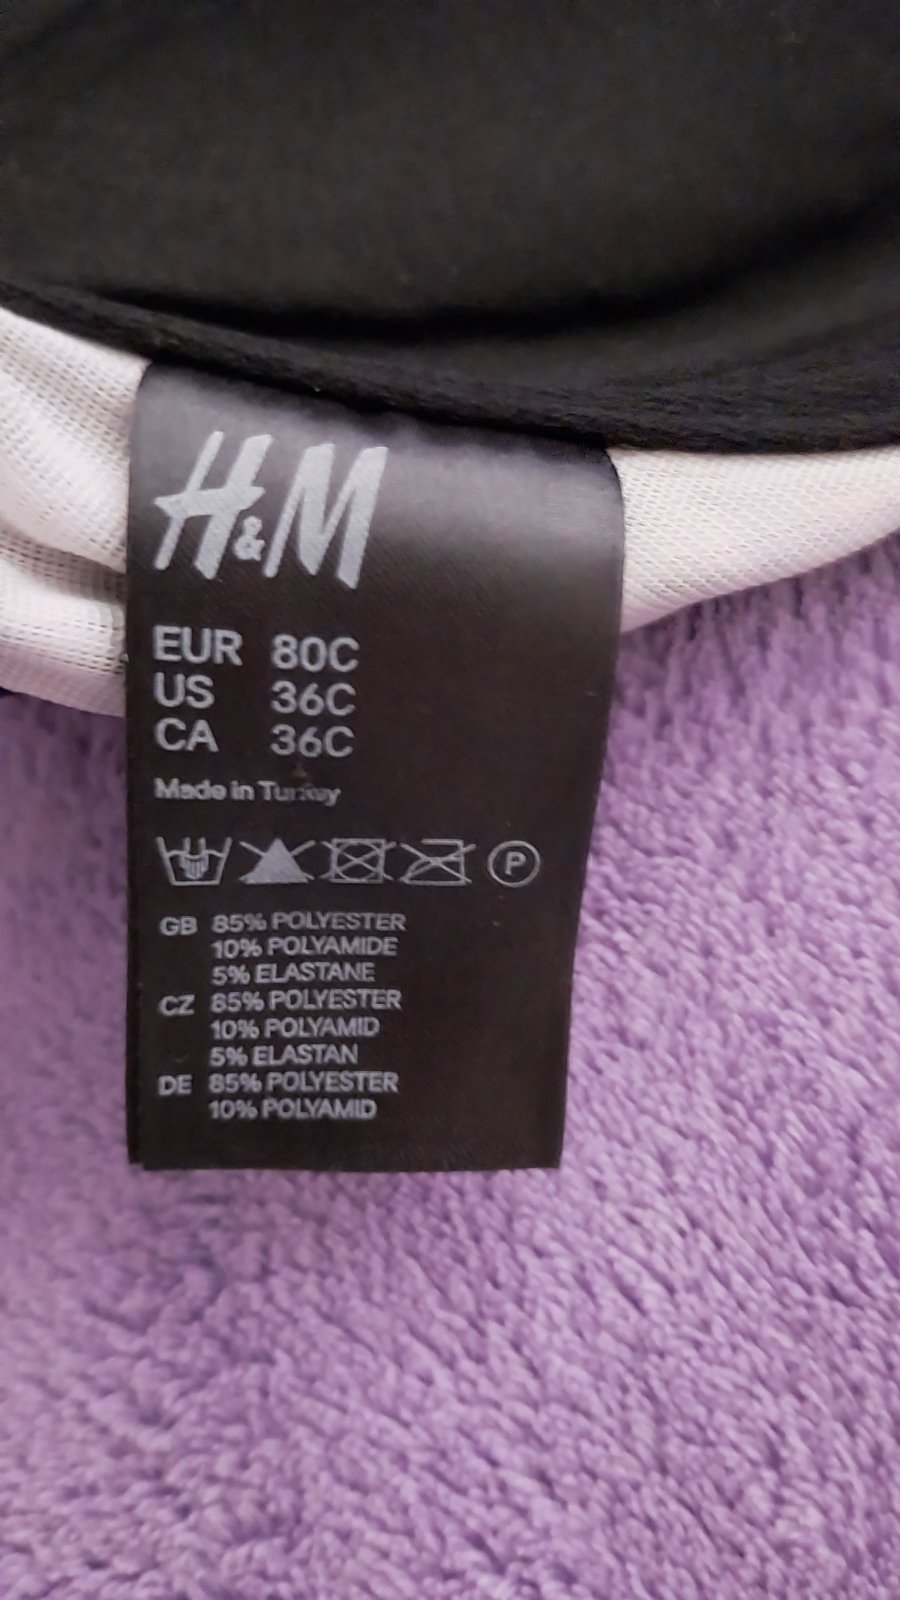 H&M
EUR 80C
US 36C
CA 36C
Made in Turkey
P
GB 85% POLYESTER
10% POLYAMIDE
5% ELASTANE
CZ 85% POLYESTER
10% POLYAMID
5% ELASTAN
DE 85% POLYESTER
10% POLYAMID